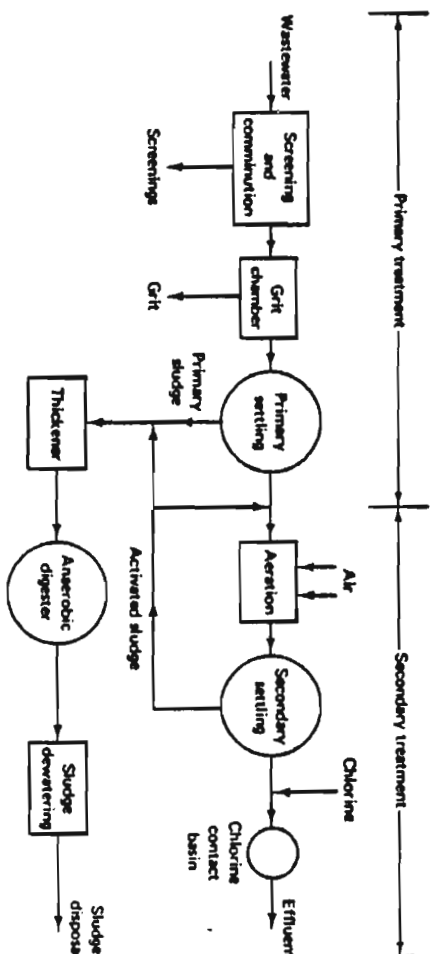 Primary treatment
Secondary treatment
Wastewater
Screening
and
comminution
Screenings
Grit
chamber
Grit
Primary
settling
Primary
sludge
Aeration
Air
Secondary
settling
Activated sludge
Chlorine
Chlorine
contact
basin
Effluen
Thickener
Anaerobic
digester
Sludge
dewatering
Sludge
disposa